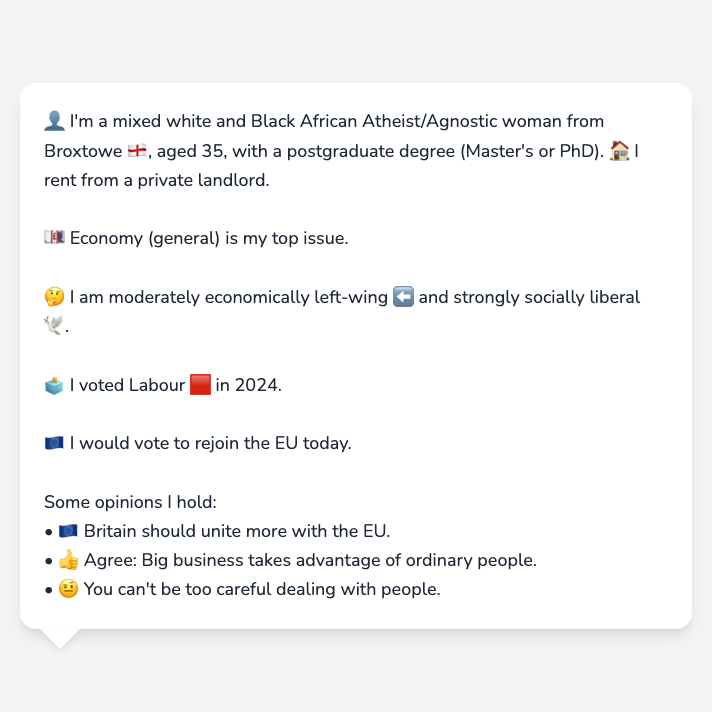 👤 I'm a mixed white and Black African Atheist/Agnostic woman from
Broxtowe 🏴󠁧󠁢󠁥󠁮󠁧󠁿, aged 35, with a postgraduate degree (Master's or PhD). 🏠 I
rent from a private landlord.
💷 Economy (general) is my top issue.
🤔 I am moderately economically left-wing ⬅️ and strongly socially liberal
🕊️.
🗳️ I voted Labour 🟥 in 2024.
🇪🇺 I would vote to rejoin the EU today.
Some opinions I hold:
• 🇪🇺 Britain should unite more with the EU.
• 👍 Agree: Big business takes advantage of ordinary people.
• 🤨 You can't be too careful dealing with people.